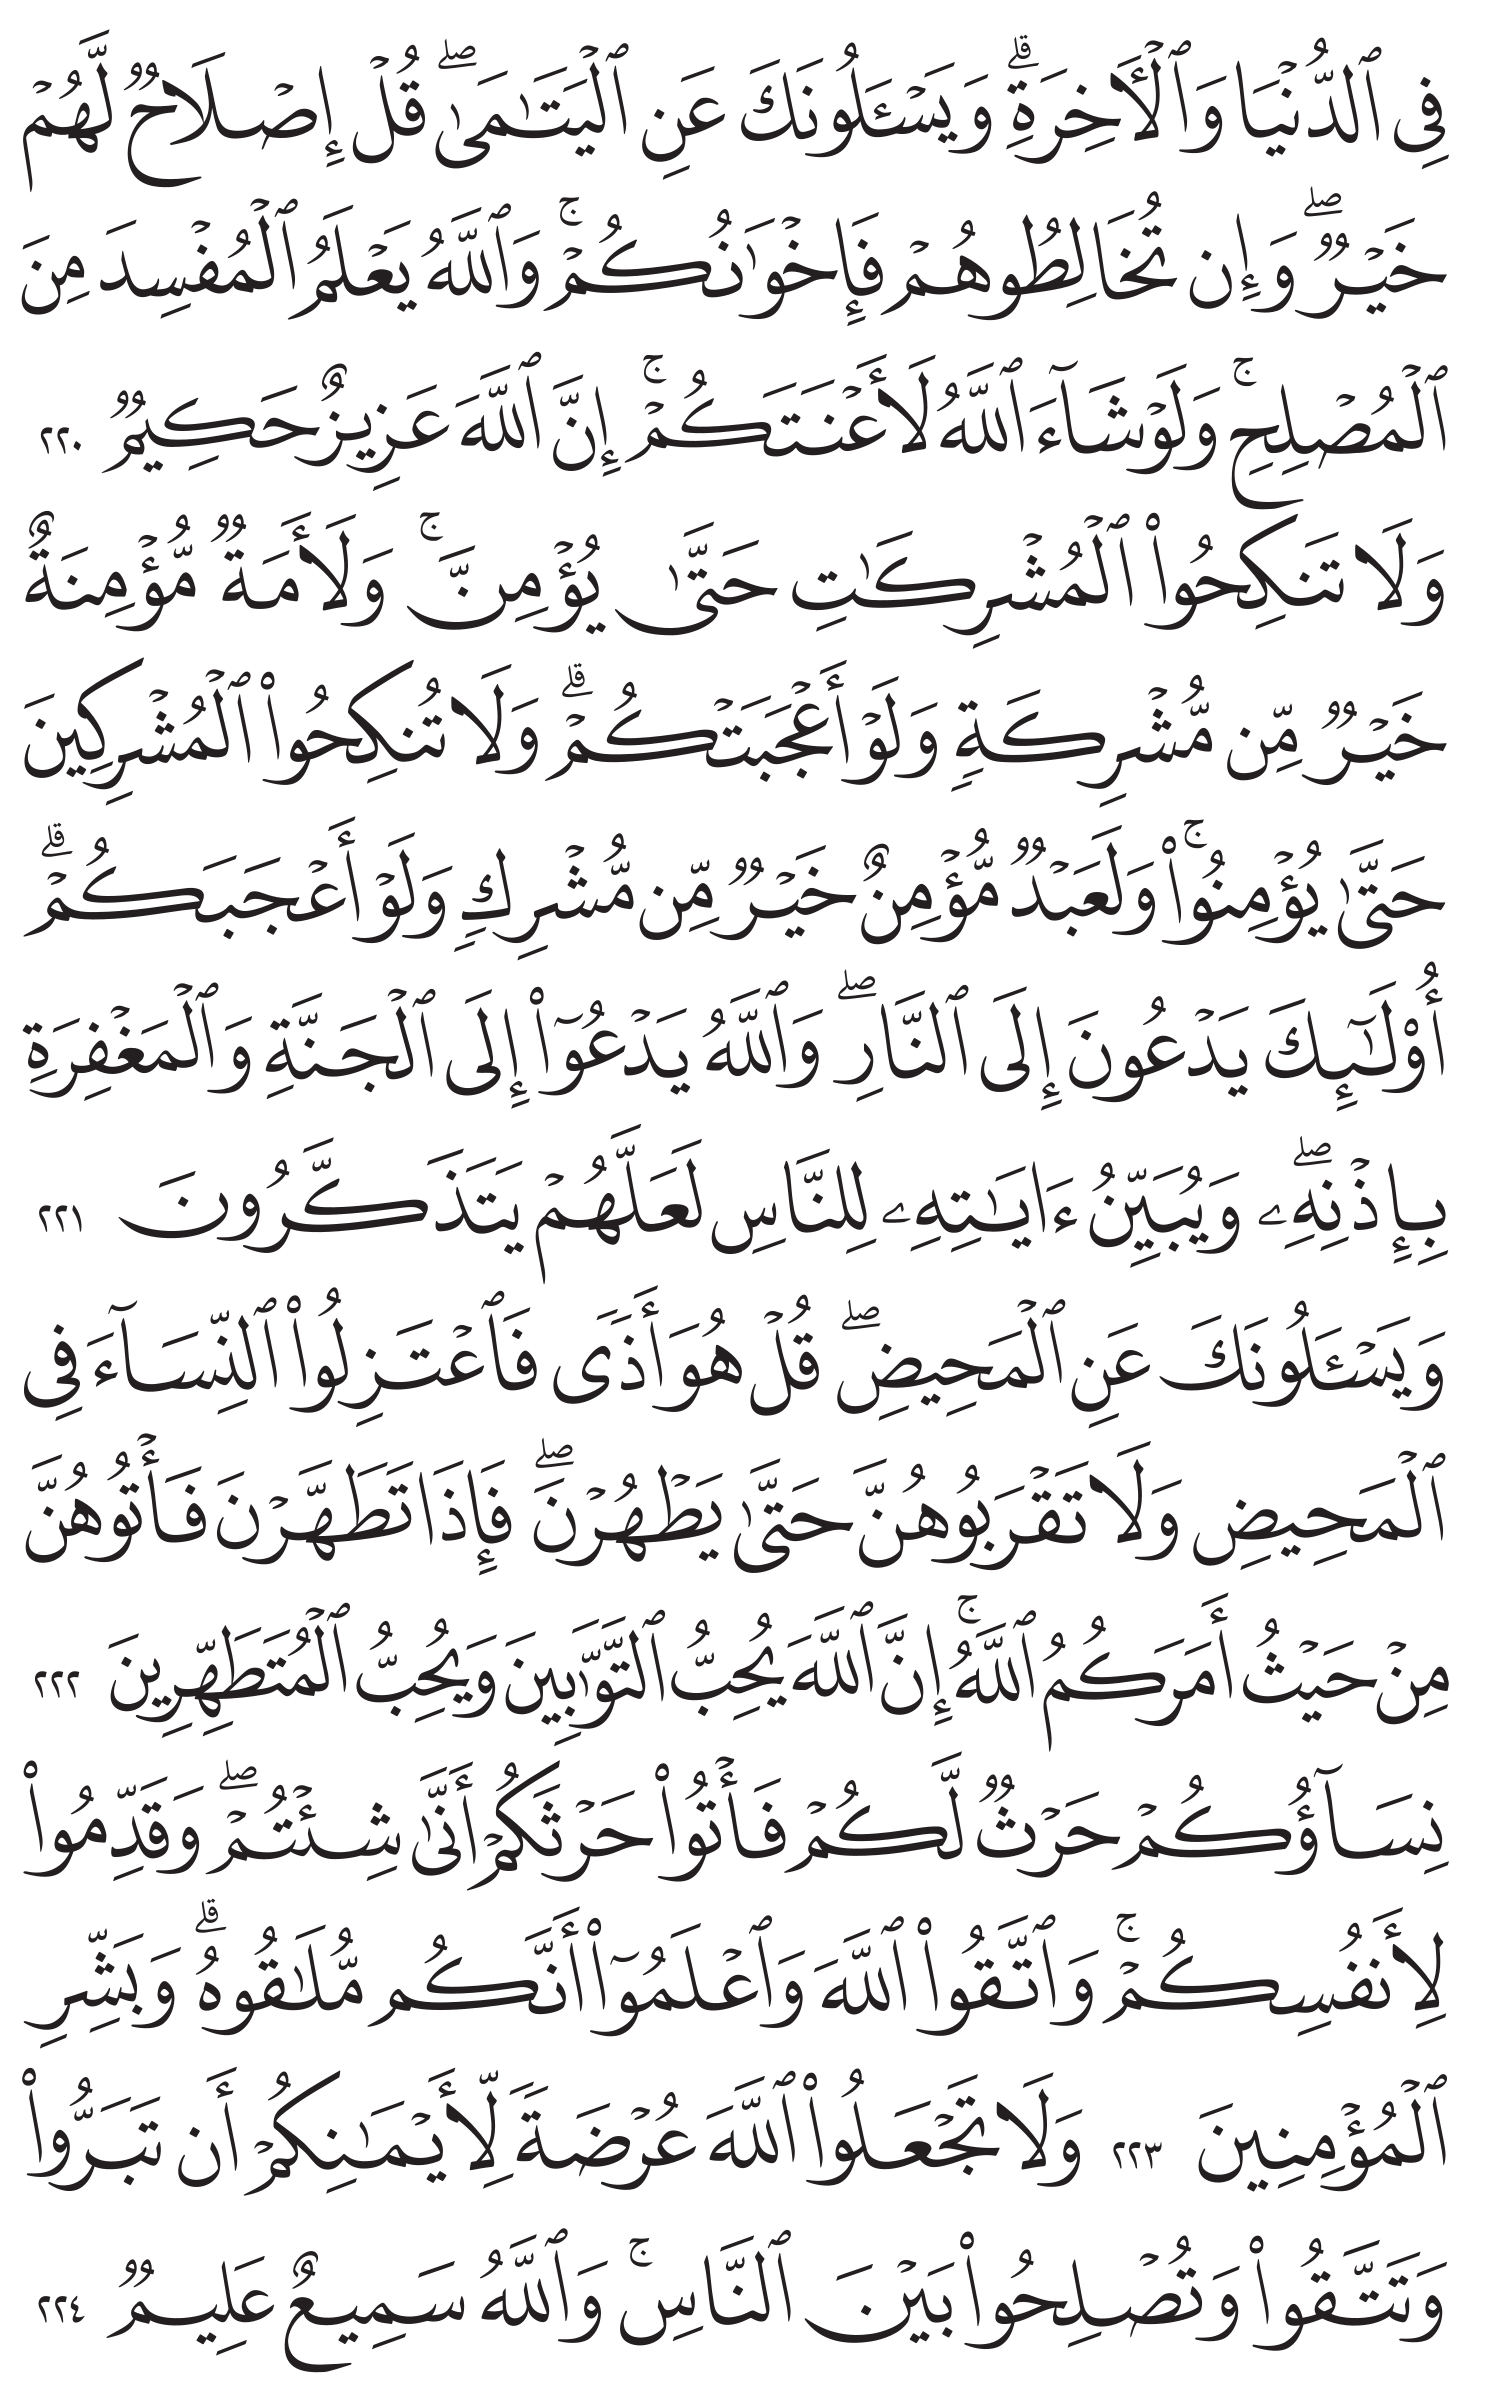 فِى ٱلدُّنۡيَا وَٱلۡأَخِرَةِۗ وَيَسۡـَٔلُونَكَ عَنِ ٱلۡيَتَٰمَىٰۖ قُلۡ إِصۡلَاحٞ لَّهُمۡ
خَيۡرٞۖ وَإِن تُخَالِطُوهُمۡ فَإِخۡوَٰنُكُمۡۚ وَٱللَّهُ يَعۡلَمُ ٱلۡمُفۡسِدَ مِنَ
ٱلۡمُصۡلِحِۚ وَلَوۡ شَآءَ ٱللَّهُ لَأَعۡنَتَكُمۡۚ إِنَّ ٱللَّهَ عَزِيزٌ حَكِيمٞ ٢٢٠
وَلَا تَنكِحُواْ ٱلۡمُشۡرِكَٰتِ حَتَّىٰ يُؤۡمِنَّۚ وَلَأَمَةٞ مُّؤۡمِنَةٌ
خَيۡرٞ مِّن مُّشۡرِكَةٖ وَلَوۡ أَعۡجَبَتۡكُمۡۗ وَلَا تُنكِحُواْ ٱلۡمُشۡرِكِينَ
حَتَّىٰ يُؤۡمِنُواْۚ وَلَعَبۡدٞ مُّؤۡمِنٌ خَيۡرٞ مِّن مُّشۡرِكٖ وَلَوۡ أَعۡجَبَكُمۡۗ
أُوْلَٰٓئِكَ يَدۡعُونَ إِلَى ٱلنَّارِۖ وَٱللَّهُ يَدۡعُوٓاْ إِلَى ٱلۡجَنَّةِ وَٱلۡمَغۡفِرَةِ
بِإِذۡنِهِۦۖ وَيُبَيِّنُ ءَايَٰتِهِۦ لِلنَّاسِ لَعَلَّهُمۡ يَتَذَكَّرُونَ ٢٢١
وَيَسۡـَٔلُونَكَ عَنِ ٱلۡمَحِيضِۖ قُلۡ هُوَ أَذٗى فَٱعۡتَزِلُواْ ٱلنِّسَآءَ فِى
ٱلۡمَحِيضِ وَلَا تَقۡرَبُوهُنَّ حَتَّىٰ يَطۡهُرۡنَۖ فَإِذَا تَطَهَّرۡنَ فَأۡتُوهُنَّ
مِنۡ حَيۡثُ أَمَرَكُمُ ٱللَّهُۚ إِنَّ ٱللَّهَ يُحِبُّ ٱلتَّوَّٰبِينَ وَيُحِبُّ ٱلۡمُتَطَهِّرِينَ ٢٢٢
نِسَآؤُكُمۡ حَرۡثٞ لَّكُمۡ فَأۡتُواْ حَرۡثَكُمۡ أَنَّىٰ شِئۡتُمۡۖ وَقَدِّمُواْ
لِأَنفُسِكُمۡۚ وَٱتَّقُواْ ٱللَّهَ وَٱعۡلَمُوٓاْ أَنَّكُم مُّلَٰقُوهُۗ وَبَشِّرِ
ٱلۡمُؤۡمِنِينَ ٢٢٣ وَلَا تَجۡعَلُواْ ٱللَّهَ عُرۡضَةٗ لِّأَيۡمَٰنِكُمۡ أَن تَبَرُّواْ
وَتَتَّقُواْ وَتُصۡلِحُواْ بَيۡنَ ٱلنَّاسِۚ وَٱللَّهُ سَمِيعٌ عَلِيمٞ ٢٢٤